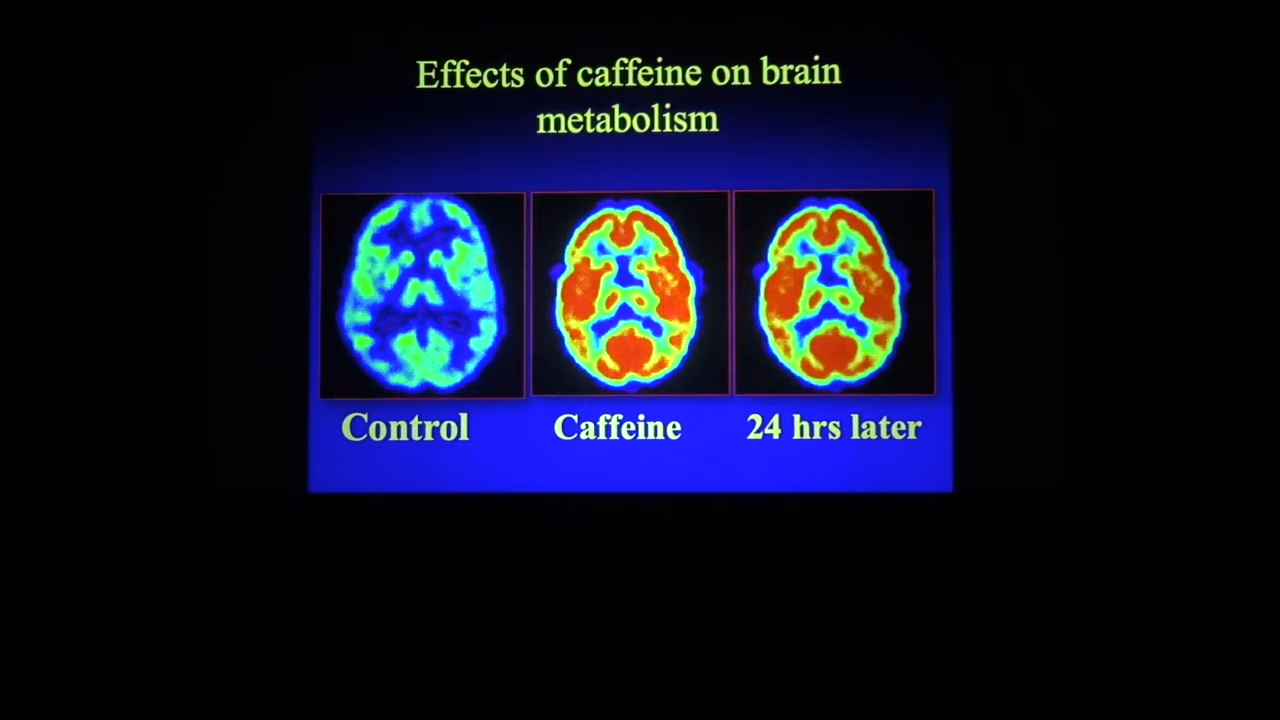 Effects of caffeine on brain
metabolism
Control
Caffeine
24 hrs later